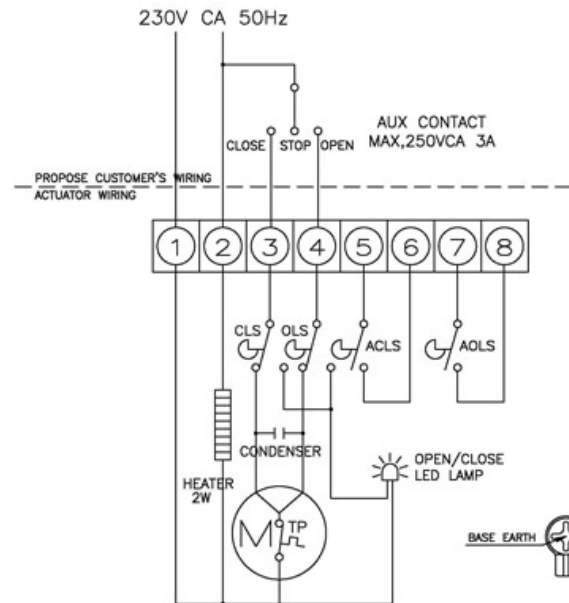 230V CA 50Hz
AUX CONTACT
MAX,250VCA 3A
CLOSE STOP OPEN
PROPOSE CUSTOMER'S WIRING
ACTUATOR WIRING
1 2 3 4 5 6 7 8
CLS OLS ACLS AOLS
CONDENSER
OPEN/CLOSE
LED LAMP
HEATER
2W
M TP
BASE EARTH